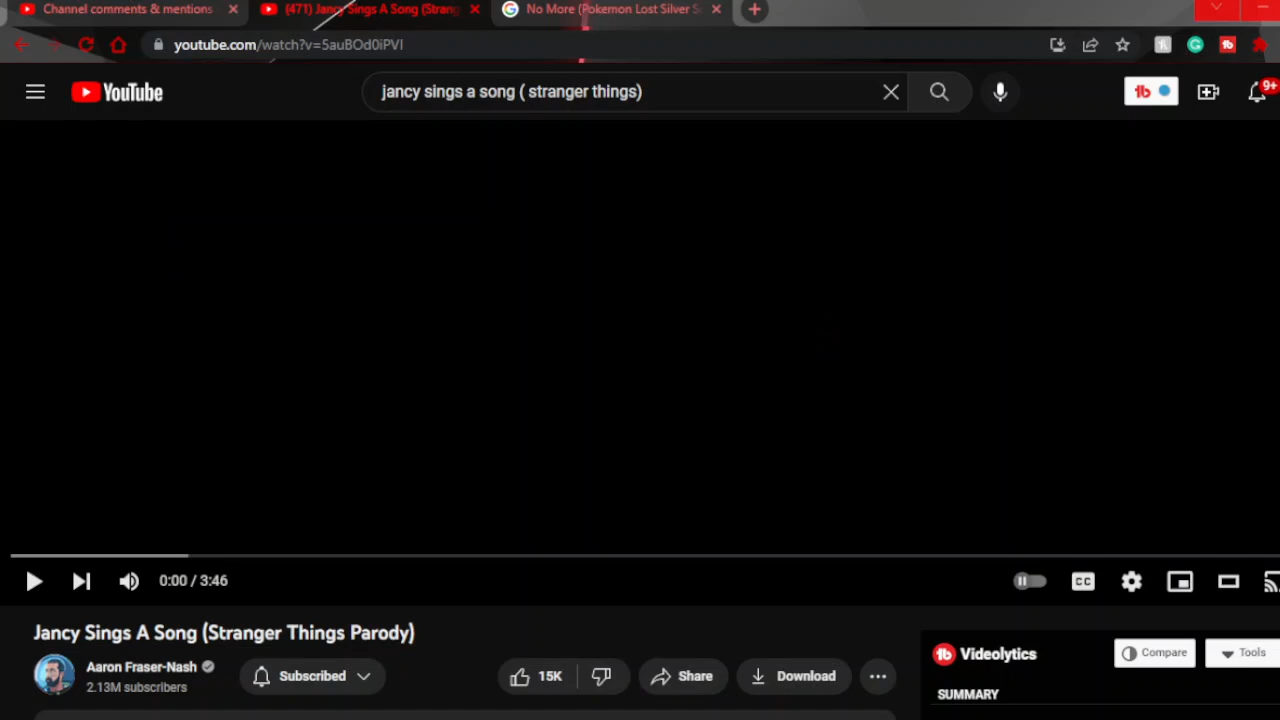 Channel comments & mentions
(471) Jancy Sings A Song (Strang
No More (Pokemon Lost Silver S
youtube.com/watch?v=5auBOd0iPVI
YouTube
jancy sings a song ( stranger things)
9+
0:00 / 3:46
CC
Jancy Sings A Song (Stranger Things Parody)
Aaron Fraser-Nash
2.13M subscribers
Subscribed
15K
Share
Download
Videolytics
Compare
Tools
SUMMARY